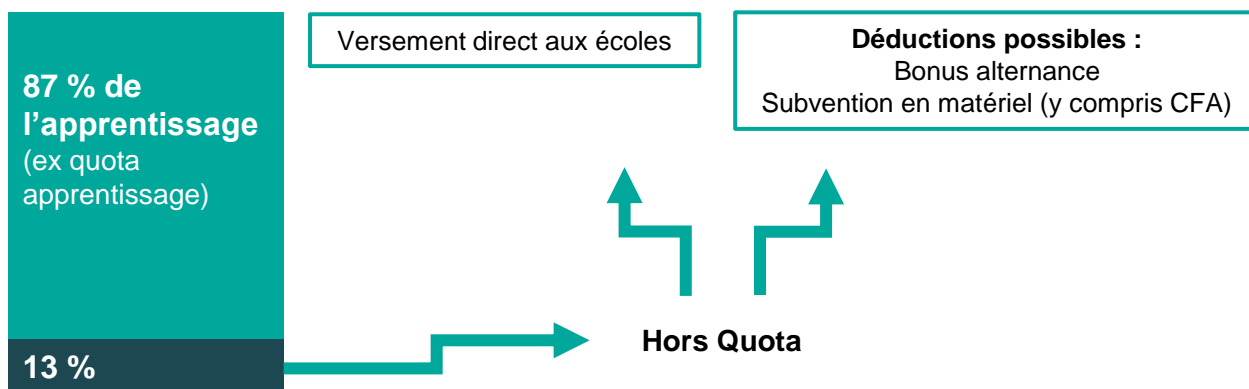 87 % de
l’apprentissage
(ex quota
apprentissage)
13 %
Versement direct aux écoles
Déductions possibles :
Bonus alternance
Subvention en matériel (y compris CFA)
Hors Quota